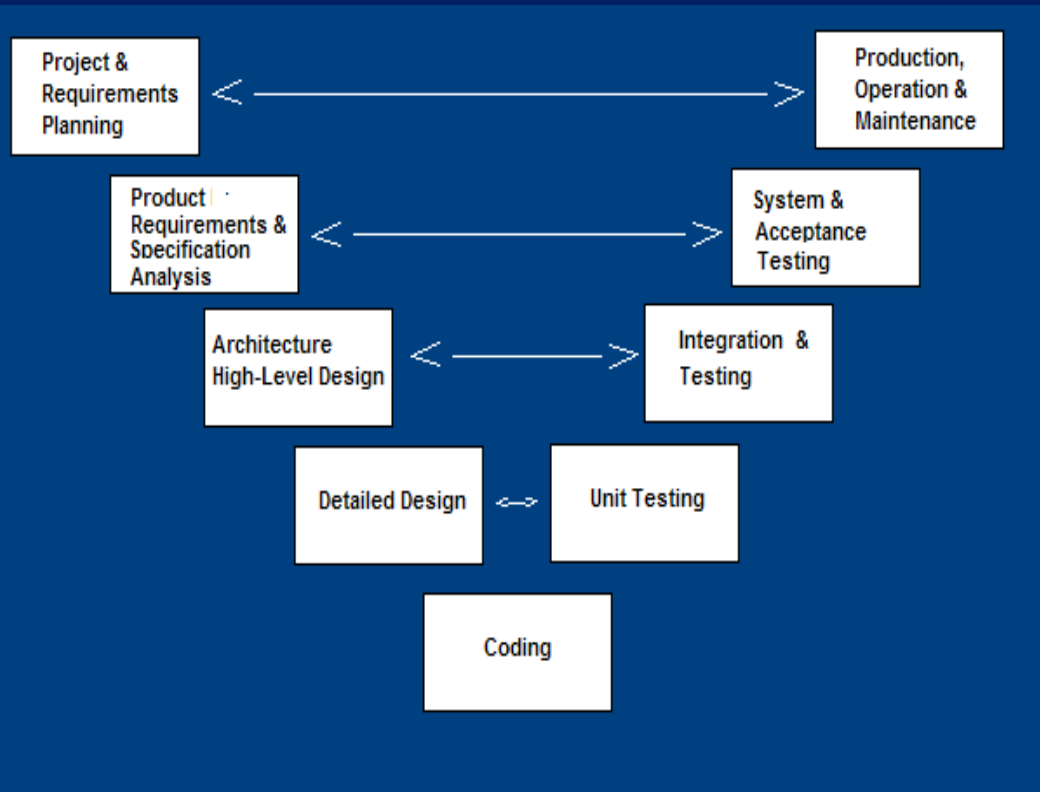 Project &
Requirements
Planning
Production,
Operation &
Maintenance
Product
Requirements &
Specification
Analysis
System &
Acceptance
Testing
Architecture
High-Level Design
Integration &
Testing
Detailed Design
Unit Testing
Coding